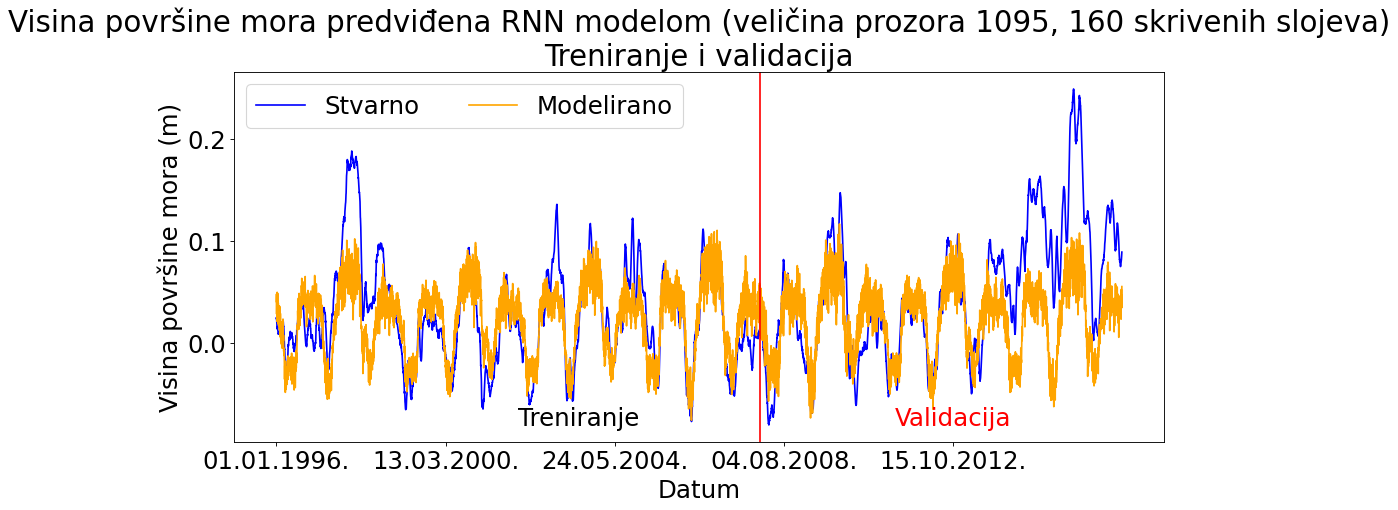 Visina površine mora predviđena RNN modelom (veličina prozora 1095, 160 skrivenih slojeva)
Treniranje i validacija
Stvarno Modelirano
Visina površine mora (m)
0.2
0.1
0.0
Treniranje Validacija
01.01.1996. 13.03.2000. 24.05.2004. 04.08.2008. 15.10.2012.
Datum